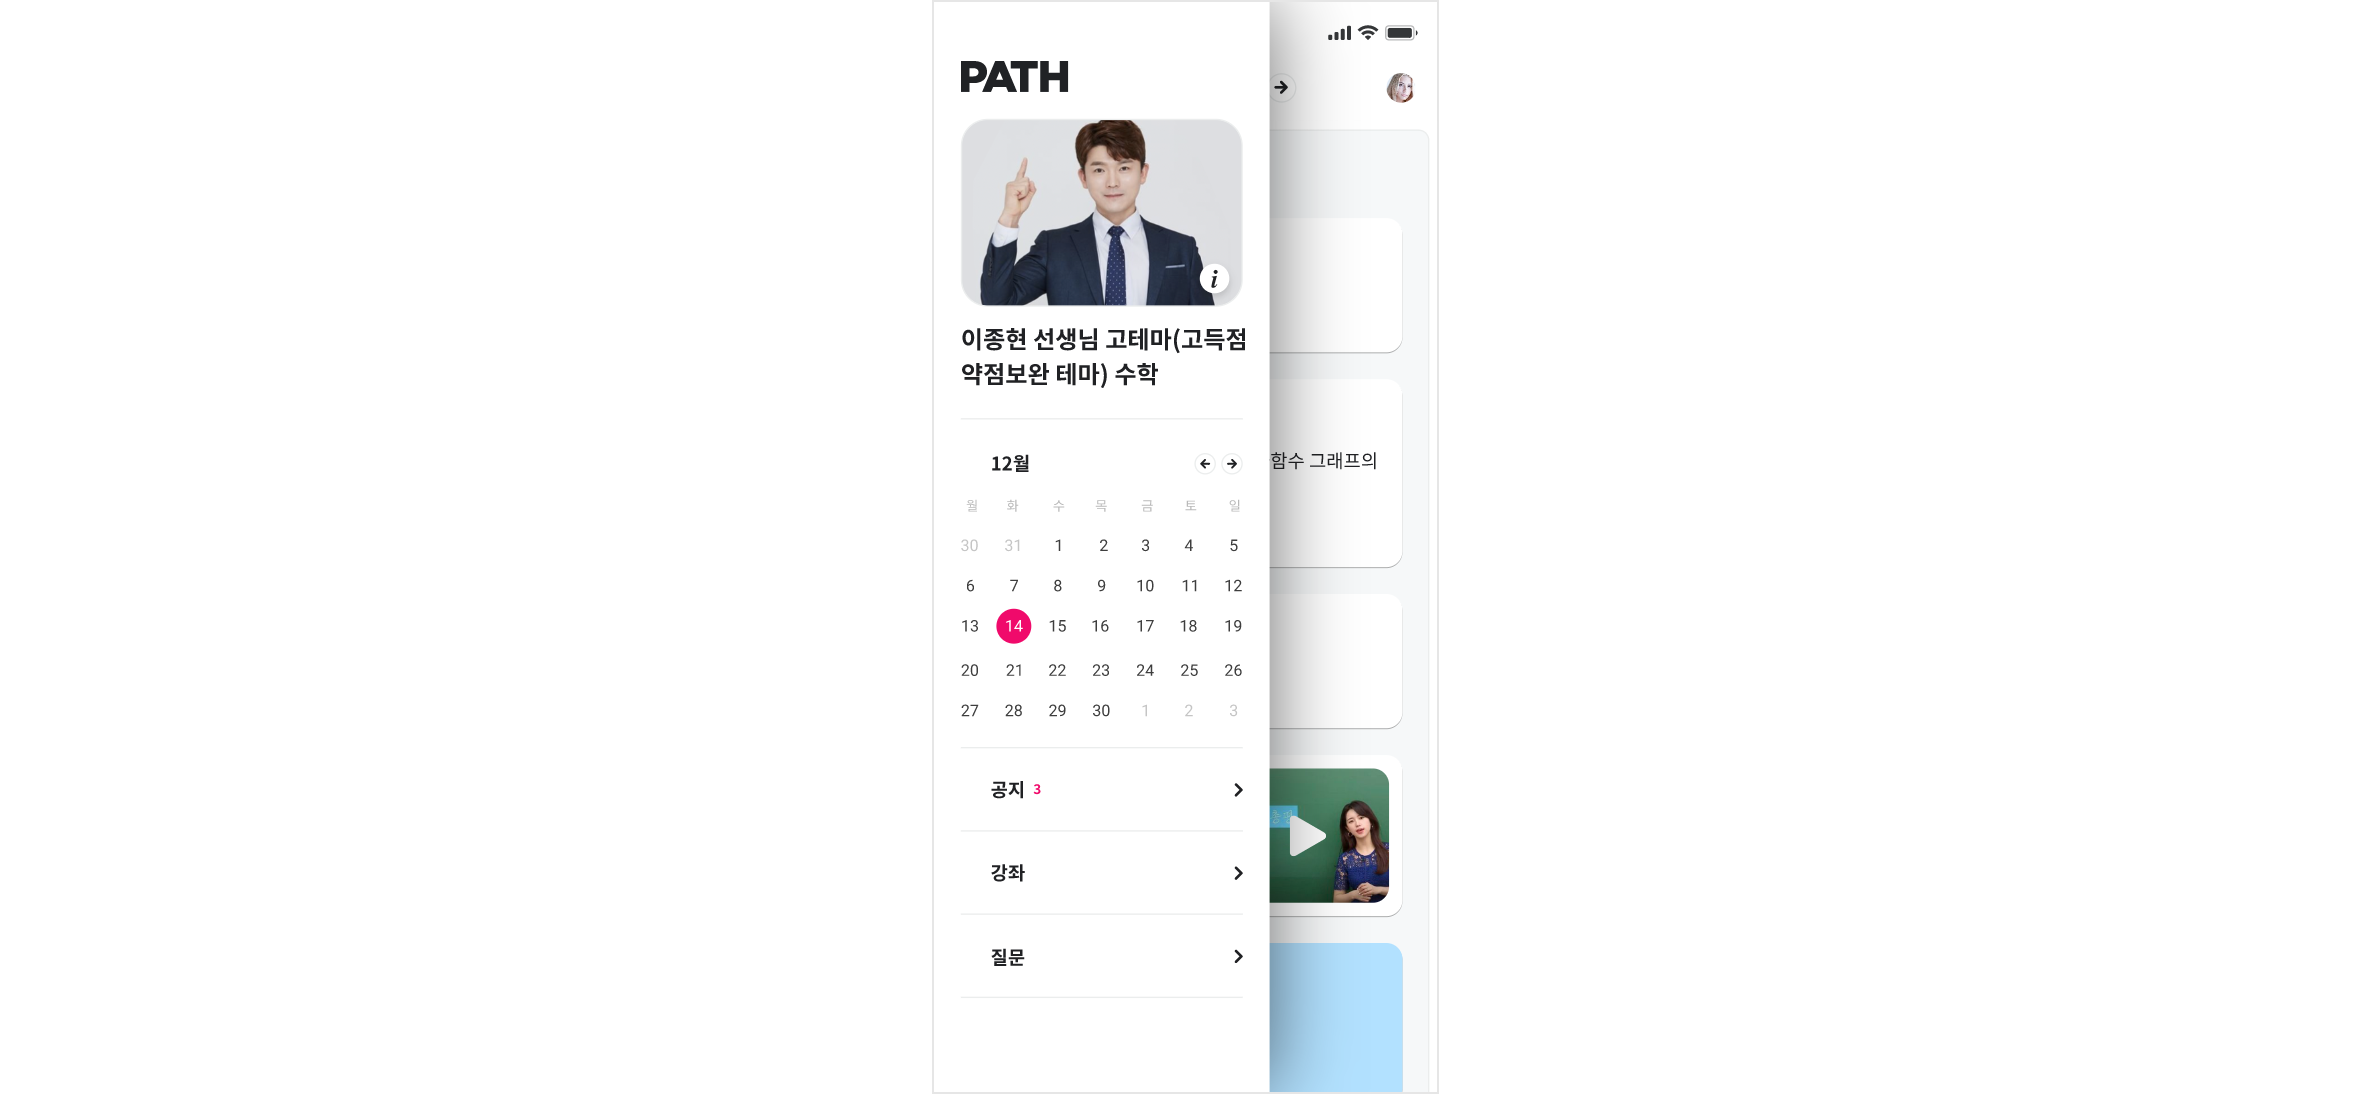 PATH
i
이종현 선생님 고테마(고득점
약점보완 테마) 수학
12월
월 화 수 목 금 토 일
30 31 1 2 3 4 5
6 7 8 9 10 11 12
13 14 15 16 17 18 19
20 21 22 23 24 25 26
27 28 29 30 1 2 3
공지 3
강좌
질문
함수 그래프의